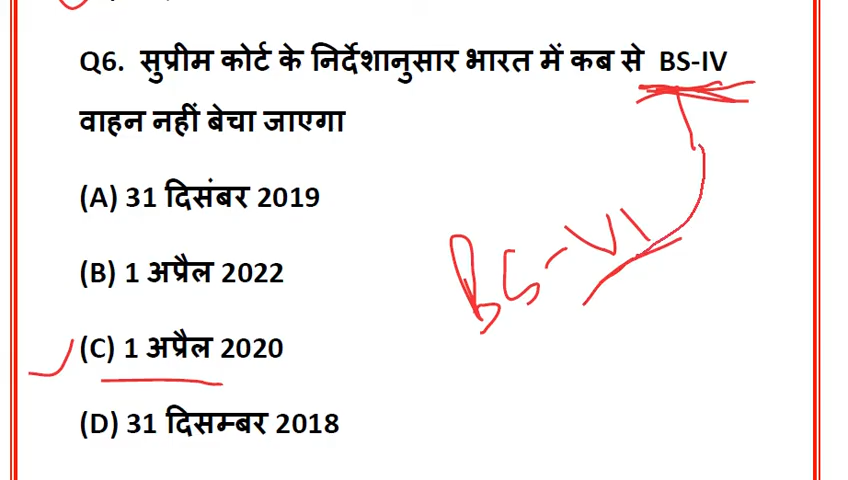 Q6. सुप्रीम कोर्ट के निर्देशानुसार भारत में कब से BS-IV
वाहन नहीं बेचा जाएगा
(A) 31 दिसंबर 2019
(B) 1 अप्रैल 2022
BS-VI
(C) 1 अप्रैल 2020
(D) 31 दिसम्बर 2018